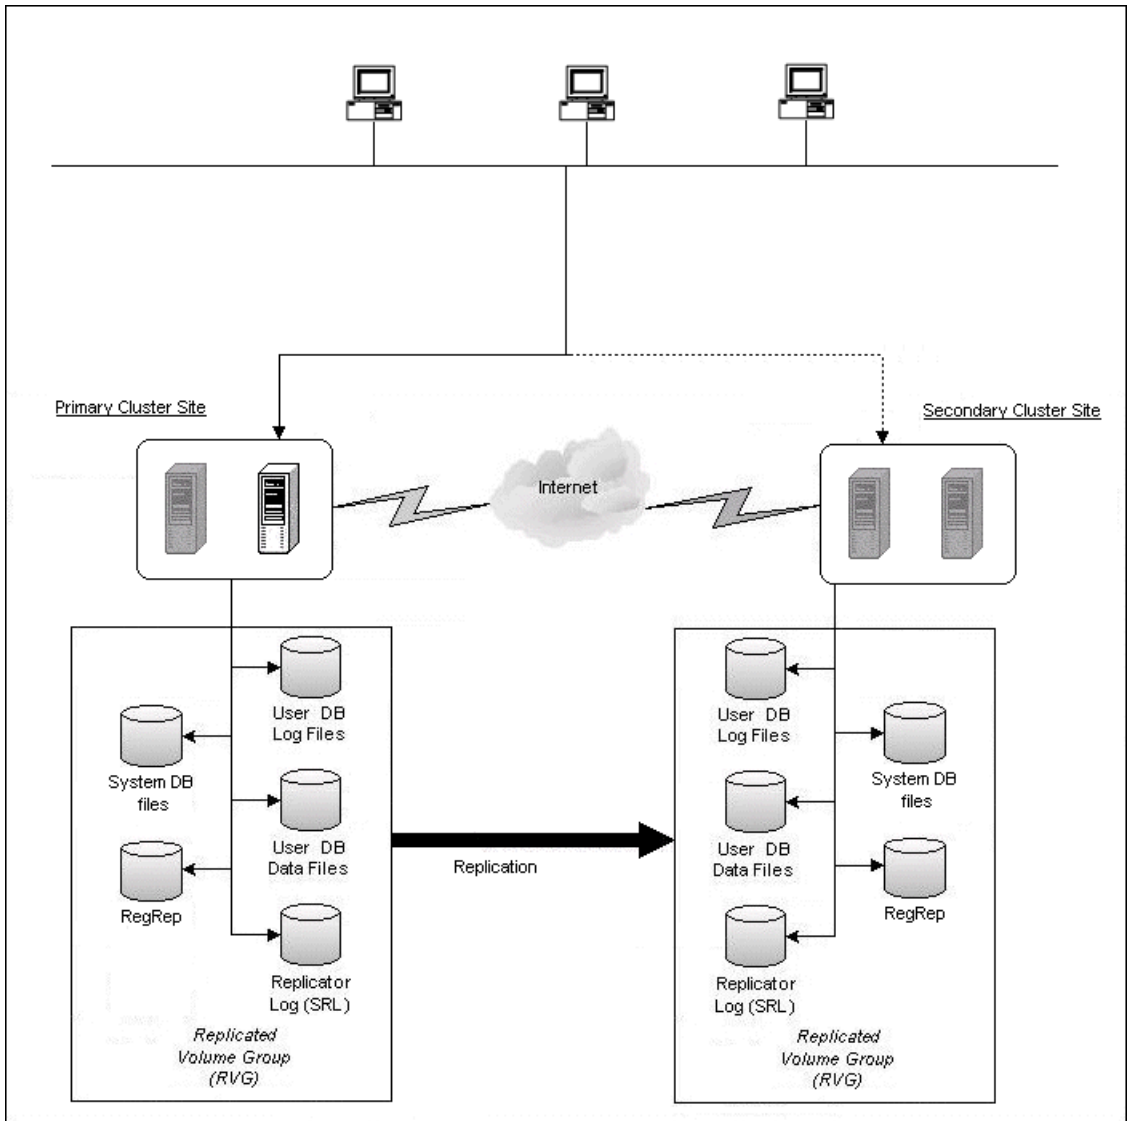 Primary Cluster Site
Secondary Cluster Site
Internet
User DB
Log Files
System DB
files
User DB
Data Files
RegRep
Replicator
Log (SRL)
Replicated
Volume Group
(RVG)
Replication
User DB
Log Files
System DB
files
User DB
Data Files
RegRep
Replicator
Log (SRL)
Replicated
Volume Group
(RVG)